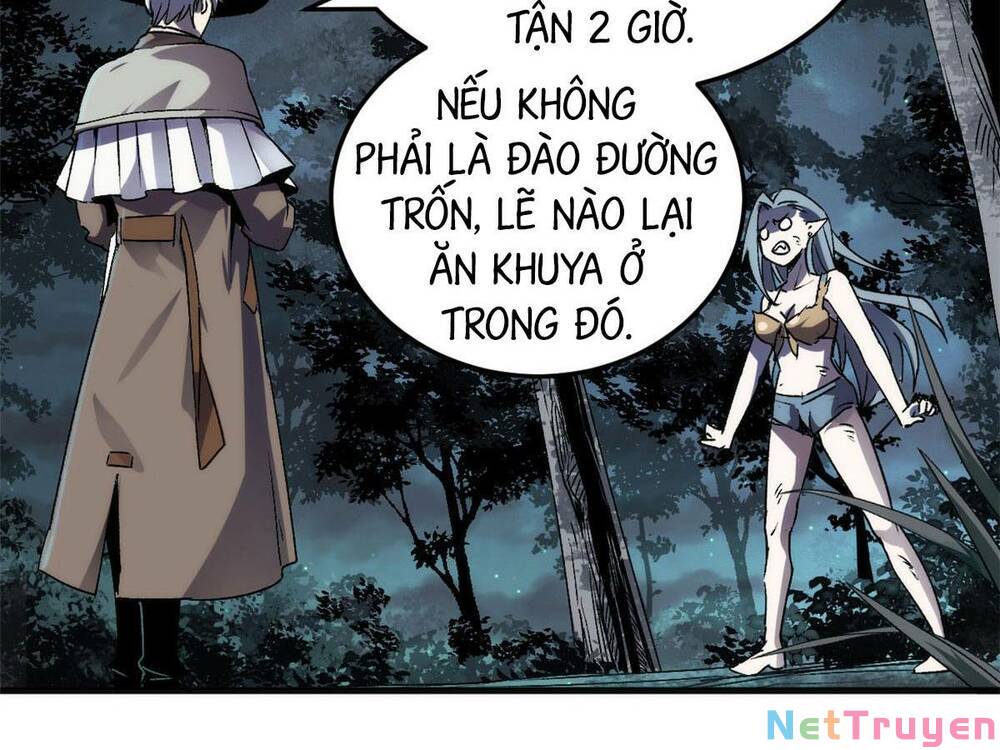 TẬN 2 GIỜ.
NẾU KHÔNG
PHẢI LÀ ĐÀO ĐƯỜNG
TRỐN, LẼ NÀO LẠI
ĂN KHUYA Ở
TRONG ĐÓ.
NetTruyen